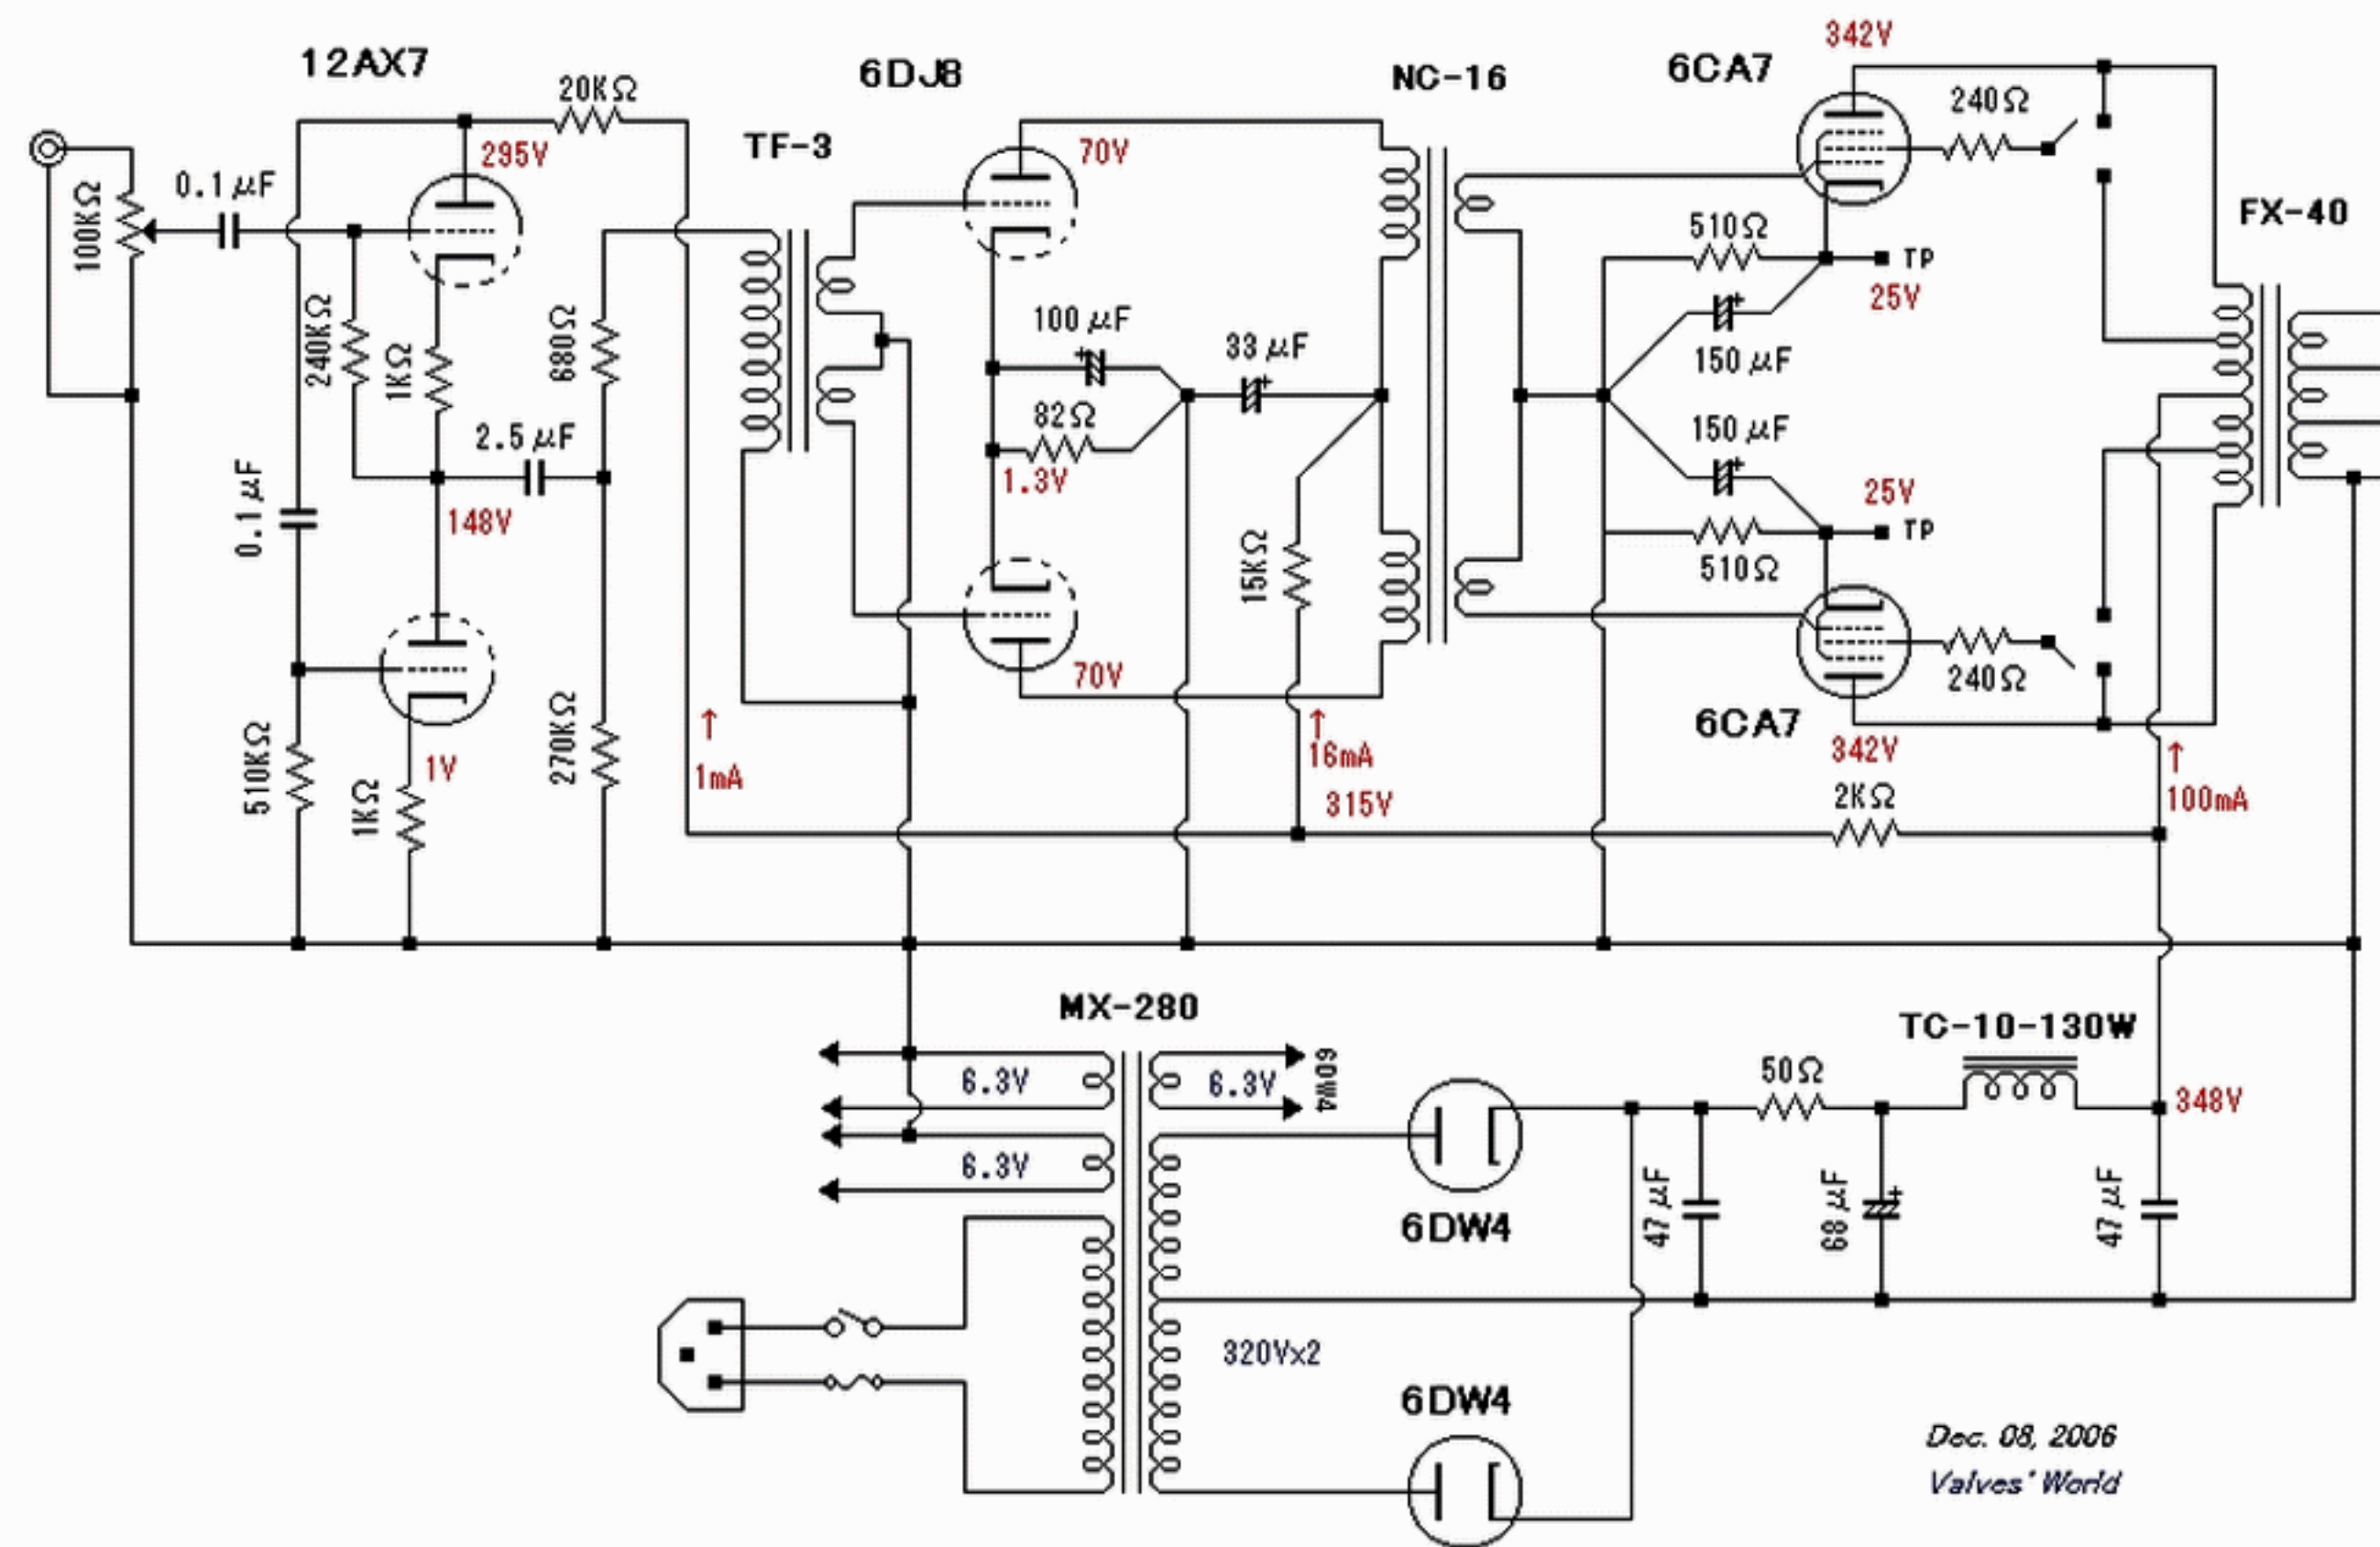 12AX7
20KΩ
6DJ8
NC-16
6CA7
342V
240Ω
TF-3
295V
70V
0.1μF
100KΩ
FX-40
510Ω
TP
25V
240KΩ
1KΩ
680Ω
100μF
33μF
150μF
82Ω
2.5μF
1.3V
150μF
0.1μF
148V
25V
TP
15KΩ
510Ω
70V
240Ω
510KΩ
1V
1KΩ
270KΩ
↑
1mA
↑
16mA
315V
6CA7
342V
↑
100mA
2KΩ
MX-280
TC-10-130W
6.3V
6.3V
6DW4
50Ω
348V
6.3V
6DW4
47μF
68μF
47μF
320Vx2
6DW4
Dec. 08, 2006
Valves' World